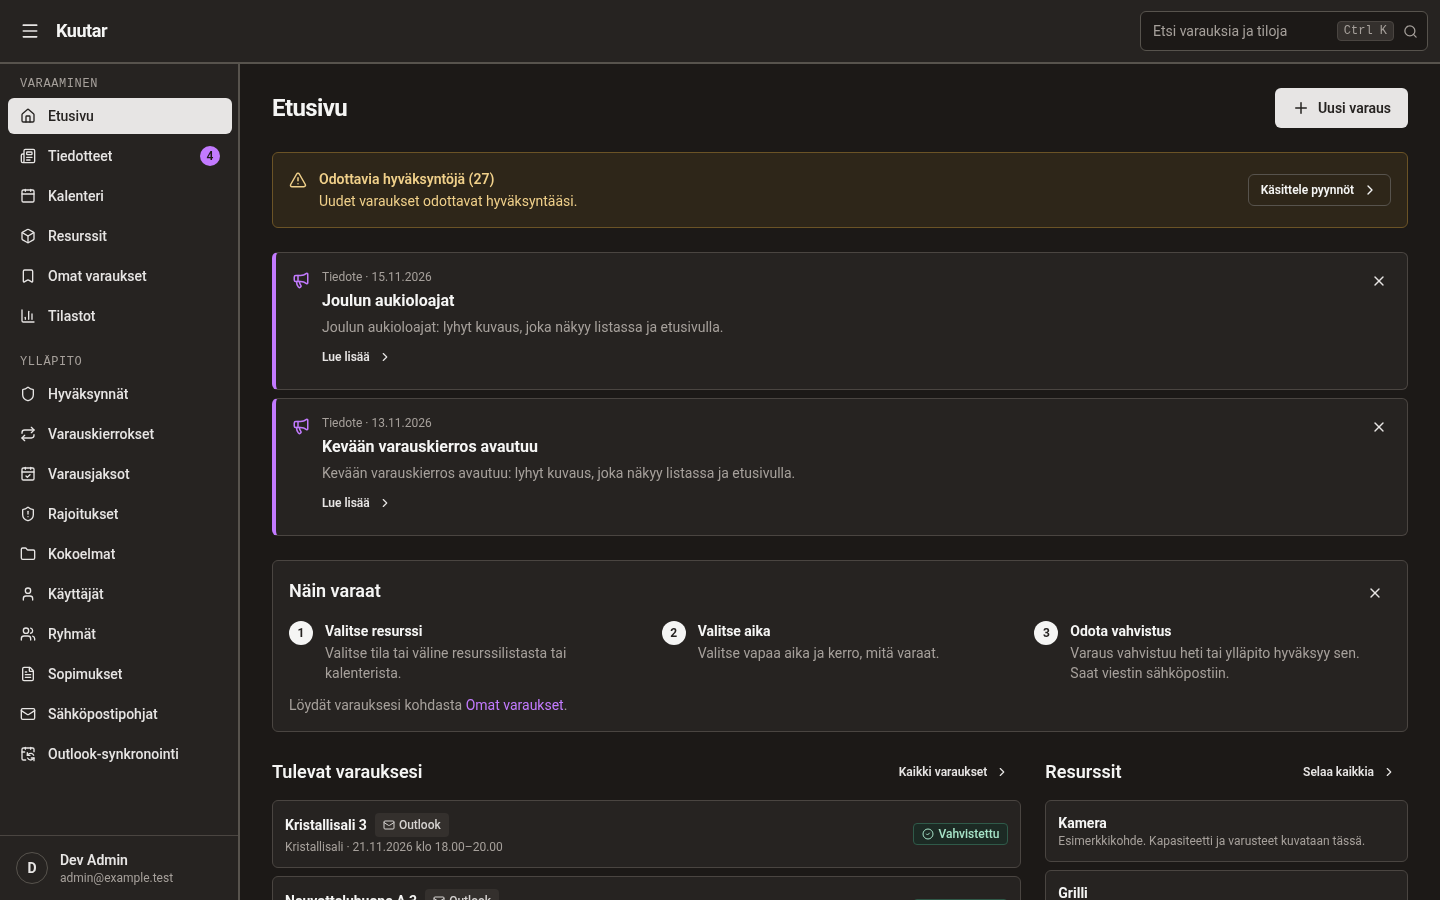 Kuutar
Etsi varauksia ja tiloja
Ctrl K
VARAAMINEN
Etusivu
Tiedotteet
4
Kalenteri
Resurssit
Omat varaukset
Tilastot
YLLÄPITO
Hyväksynnät
Varauskierrokset
Varausjaksot
Rajoitukset
Kokoelmat
Käyttäjät
Ryhmät
Sopimukset
Sähköpostipohjat
Outlook-synkronointi
D
Dev Admin
admin@example.test
Etusivu
Uusi varaus
Odottavia hyväksyntöjä (27)
Uudet varaukset odottavat hyväksyntääsi.
Käsittele pyynnöt
Tiedote · 15.11.2026
Joulun aukioloajat
Joulun aukioloajat: lyhyt kuvaus, joka näkyy listassa ja etusivulla.
Lue lisää
Tiedote · 13.11.2026
Kevään varauskierros avautuu
Kevään varauskierros avautuu: lyhyt kuvaus, joka näkyy listassa ja etusivulla.
Lue lisää
Näin varaat
1
Valitse resurssi
Valitse tila tai väline resurssilistasta tai
kalenterista.
2
Valitse aika
Valitse vapaa aika ja kerro, mitä varaat.
3
Odota vahvistus
Varaus vahvistuu heti tai ylläpito hyväksyy sen.
Saat viestin sähköpostiin.
Löydät varauksesi kohdasta Omat varaukset.
Tulevat varauksesi
Kaikki varaukset
Kristallisali 3
Outlook
Kristallisali · 21.11.2026 klo 18.00–20.00
Vahvistettu
Neuvotteluhuone A 3
Outlook
Resurssit
Selaa kaikkia
Kamera
Esimerkkikohde. Kapasiteetti ja varusteet kuvataan tässä.
Grilli